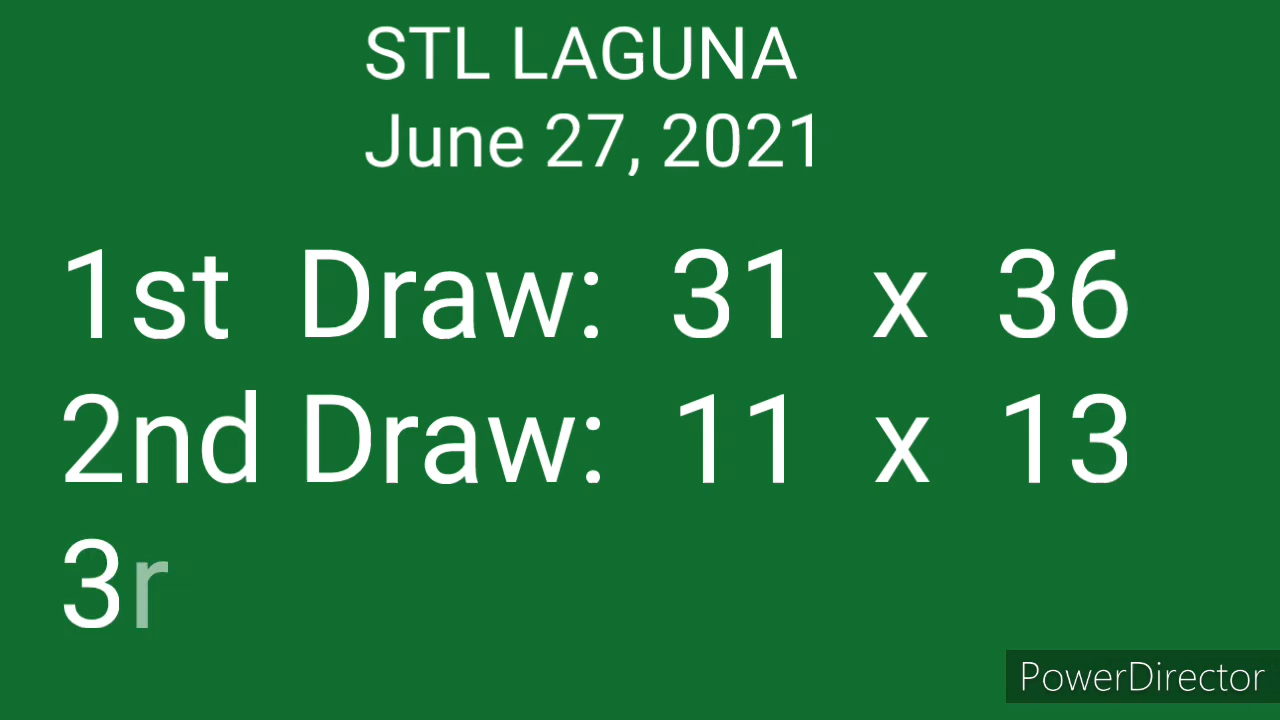 STL LAGUNA
June 27, 2021
1st Draw: 31 x 36
2nd Draw: 11 x 13
3r
PowerDirector